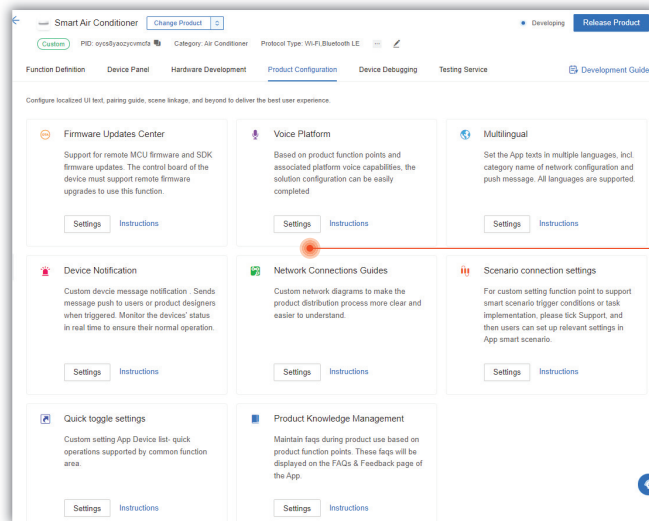 Smart Air Conditioner Change Product Developing Release Product
Custom PID: oycs8yaozycvmcfa Category: Air Conditioner Protocol Type: Wi-Fi,Bluetooth LE
Function Definition Device Panel Hardware Development Product Configuration Device Debugging Testing Service Development Guide
Configure localized UI text, pairing guide, scene linkage, and beyond to deliver the best user experience.
Firmware Updates Center
Support for remote MCU firmware and SDK
firmware updates. The control board of the
device must support remote firmware
upgrades to use this function.
Settings Instructions
Voice Platform
Based on product function points and
associated platform voice capabilities, the
solution configuration can be easily
completed
Settings Instructions
Multilingual
Set the App texts in multiple languages, incl.
category name of network configuration and
push message. All languages are supported.
Settings Instructions
Device Notification
Custom devcie message notification . Sends
message push to users or product designers
when triggered. Monitor the devices' status
in real time to ensure their normal operation.
Settings Instructions
Network Connections Guides
Custom network diagrams to make the
product distribution process more clear and
easier to understand.
Settings Instructions
Scenario connection settings
For custom setting function point to support
smart scenario trigger conditions or task
implementation, please tick Support, and
then users can set up relevant settings in
App smart scenario.
Settings Instructions
Quick toggle settings
Custom setting App Device list- quick
operations supported by common function
area.
Settings Instructions
Product Knowledge Management
Maintain faqs during product use based on
product function points. These faqs will be
displayed on the FAQs & Feedback page of
the App.
Settings Instructions